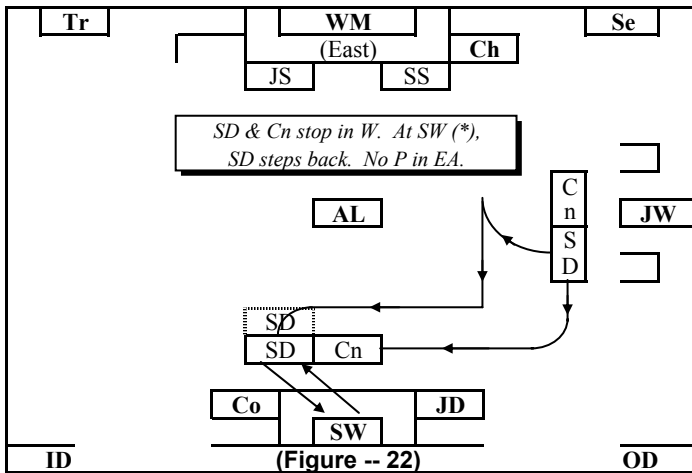 Tr WM Se
(East) Ch
JS SS
SD & Cn stop in W. At SW (*),
SD steps back. No P in EA.
C
n
AL JW
S
D
SD
SD Cn
Co JD
SW
ID (Figure -- 22) OD